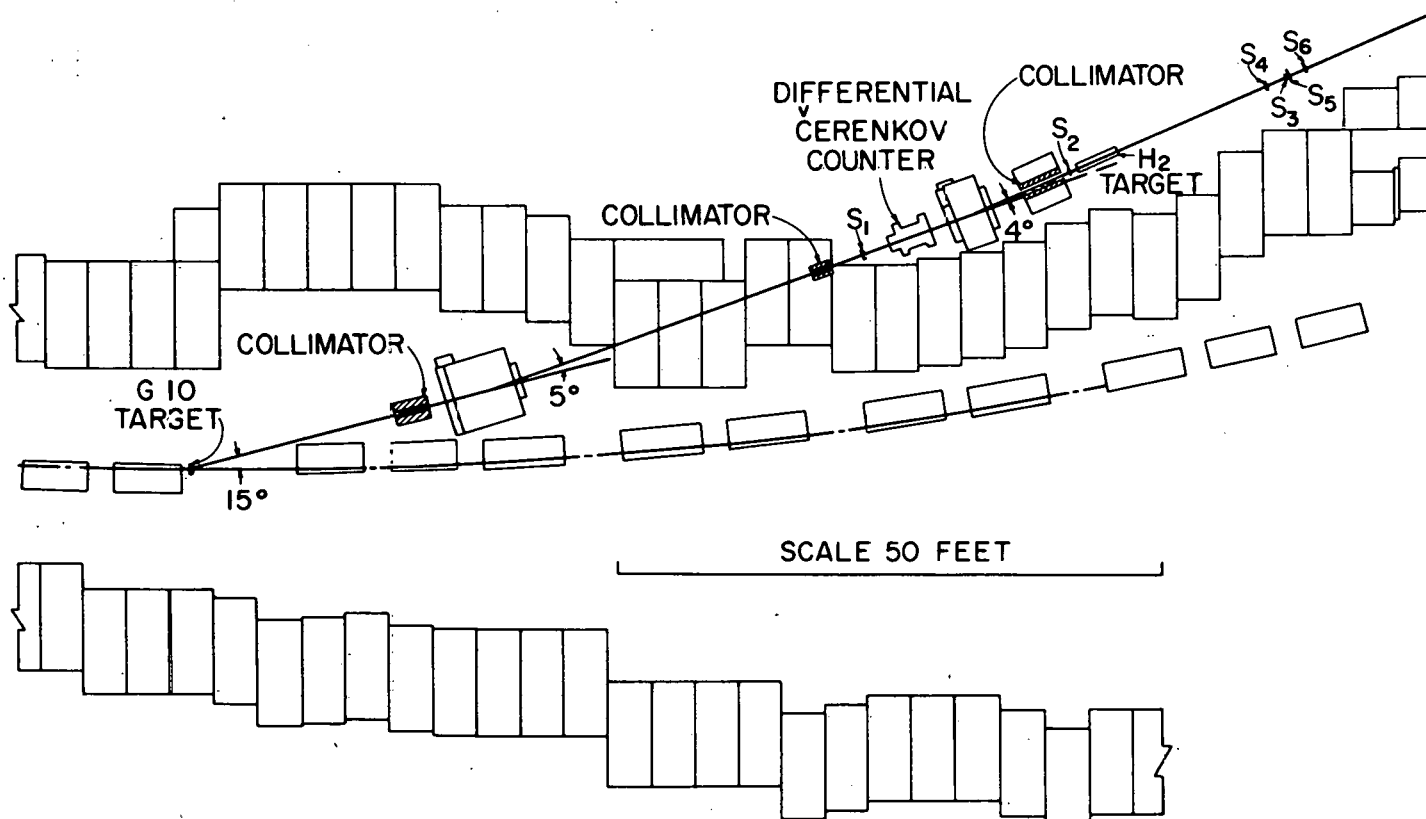 S6
S4
COLLIMATOR
S5
S3
DIFFERENTIAL
ČERENKOV
COUNTER
S2
H2
TARGET
COLLIMATOR
S1
4°
COLLIMATOR
G 10
TARGET
5°
15°
SCALE 50 FEET